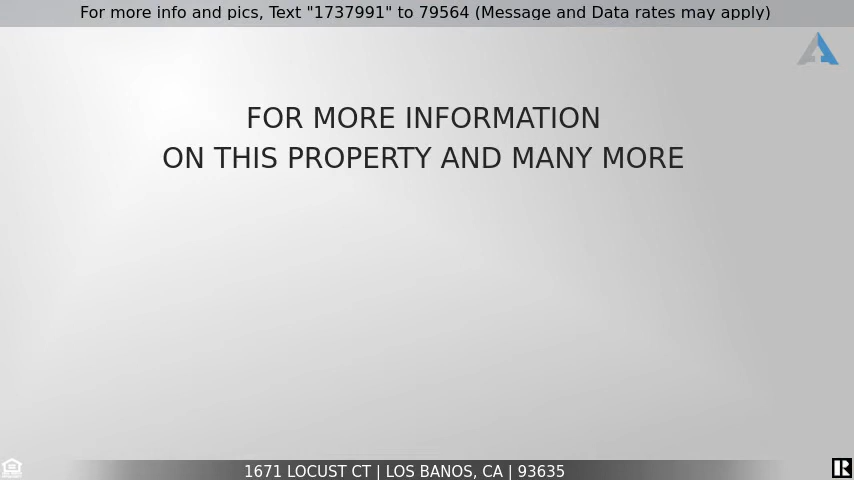 For more info and pics, Text "1737991" to 79564 (Message and Data rates may apply)
FOR MORE INFORMATION
ON THIS PROPERTY AND MANY MORE
1671 LOCUST CT | LOS BANOS, CA | 93635